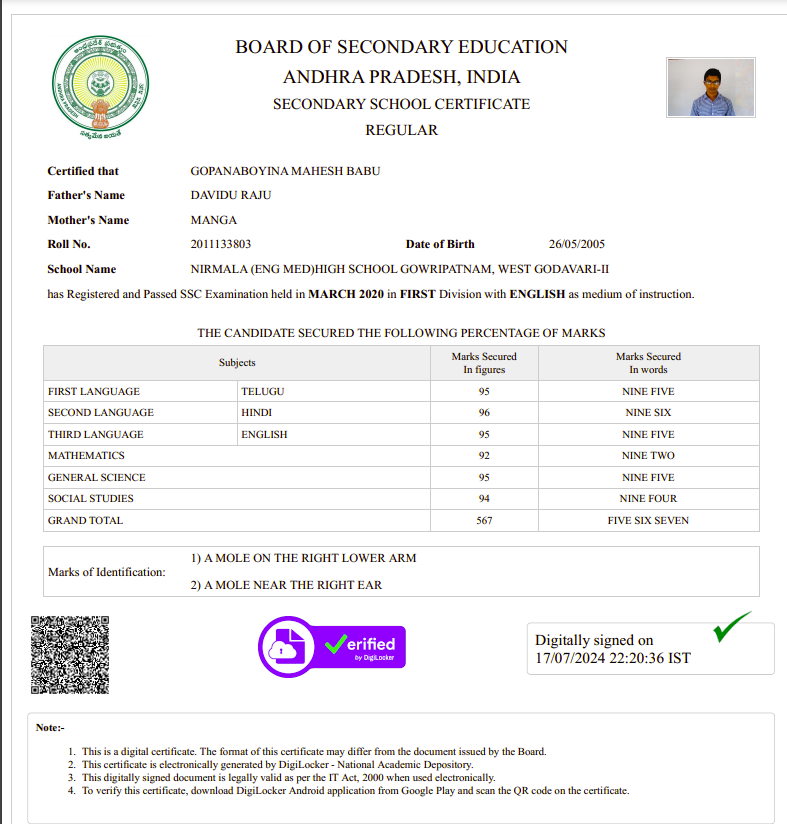 BOARD OF SECONDARY EDUCATION
ANDHRA PRADESH, INDIA
SECONDARY SCHOOL CERTIFICATE
REGULAR
ANDHRA PRADESH
సత్యమేవ జయతే
Certified that GOPANABOYINA MAHESH BABU
Father's Name DAVIDU RAJU
Mother's Name MANGA
Roll No. 2011133803 Date of Birth 26/05/2005
School Name NIRMALA (ENG MED)HIGH SCHOOL GOWRIPATNAM, WEST GODAVARI-II
has Registered and Passed SSC Examination held in MARCH 2020 in FIRST Division with ENGLISH as medium of instruction.
THE CANDIDATE SECURED THE FOLLOWING PERCENTAGE OF MARKS
Subjects Marks Secured In figures Marks Secured In words
FIRST LANGUAGE TELUGU 95 NINE FIVE
SECOND LANGUAGE HINDI 96 NINE SIX
THIRD LANGUAGE ENGLISH 95 NINE FIVE
MATHEMATICS 92 NINE TWO
GENERAL SCIENCE 95 NINE FIVE
SOCIAL STUDIES 94 NINE FOUR
GRAND TOTAL 567 FIVE SIX SEVEN
Marks of Identification: 1) A MOLE ON THE RIGHT LOWER ARM
2) A MOLE NEAR THE RIGHT EAR
erified
by DigiLocker
Digitally signed on
17/07/2024 22:20:36 IST
Note:-
1. This is a digital certificate. The format of this certificate may differ from the document issued by the Board.
2. This certificate is electronically generated by DigiLocker - National Academic Depository.
3. This digitally signed document is legally valid as per the IT Act, 2000 when used electronically.
4. To verify this certificate, download DigiLocker Android application from Google Play and scan the QR code on the certificate.